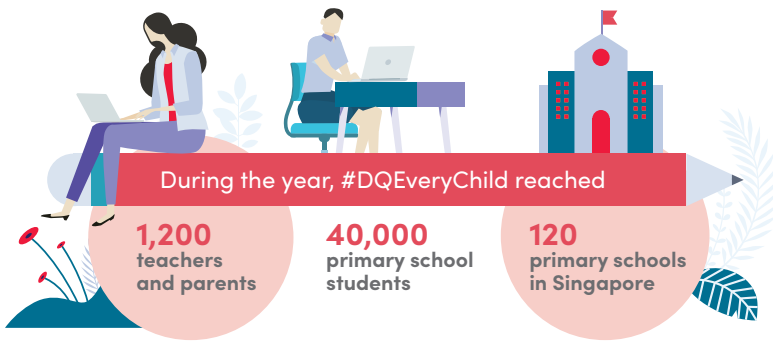 During the year, #DQEveryChild reached
1,200
teachers
and parents
40,000
primary school
students
120
primary schools
in Singapore